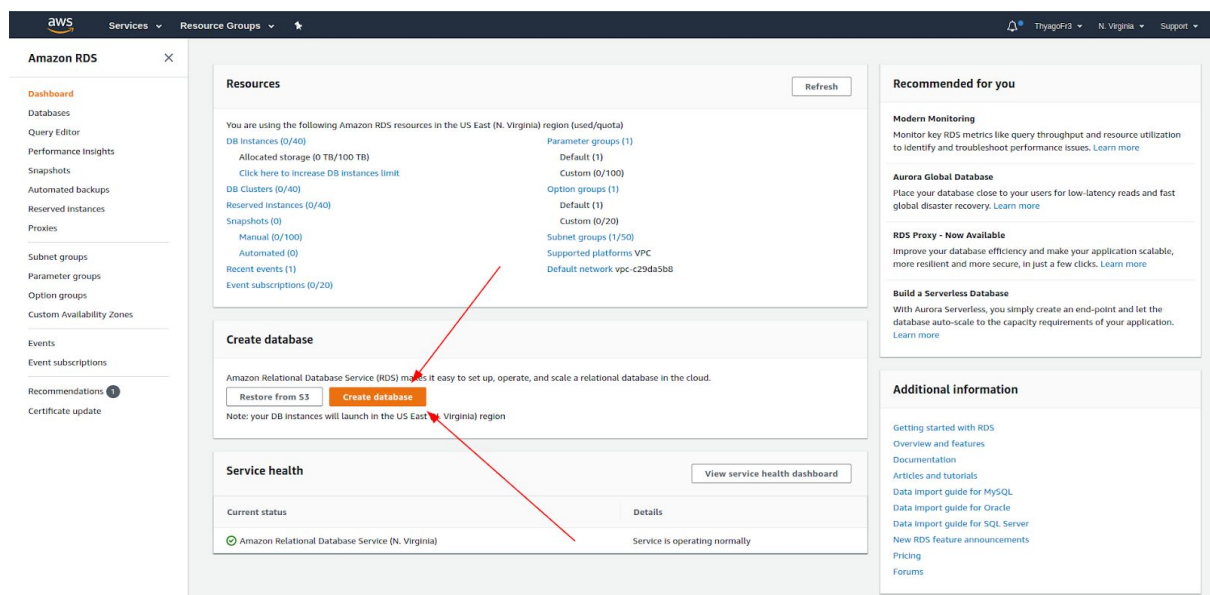 aws
Services
Resource Groups
ThyagoFr3
N. Virginia
Support
Amazon RDS
Dashboard
Databases
Query Editor
Performance Insights
Snapshots
Automated backups
Reserved instances
Proxies
Subnet groups
Parameter groups
Option groups
Custom Availability Zones
Events
Event subscriptions
Recommendations 1
Certificate update
Resources
Refresh
You are using the following Amazon RDS resources in the US East (N. Virginia) region (used/quota)
DB Instances (0/40)
Allocated storage (0 TB/100 TB)
Click here to increase DB instances limit
DB Clusters (0/40)
Reserved instances (0/40)
Snapshots (0)
Manual (0/100)
Automated (0)
Recent events (1)
Event subscriptions (0/20)
Parameter groups (1)
Default (1)
Custom (0/100)
Option groups (1)
Default (1)
Custom (0/20)
Subnet groups (1/50)
Supported platforms VPC
Default network vpc-c29da5b8
Create database
Amazon Relational Database Service (RDS) makes it easy to set up, operate, and scale a relational database in the cloud.
Restore from S3
Create database
Note: your DB instances will launch in the US East (N. Virginia) region
Service health
View service health dashboard
Current status
Details
Amazon Relational Database Service (N. Virginia)
Service is operating normally
Recommended for you
Modern Monitoring
Monitor key RDS metrics like query throughput and resource utilization
to identify and troubleshoot performance issues. Learn more
Aurora Global Database
Place your database close to your users for low-latency reads and fast
global disaster recovery. Learn more
RDS Proxy - Now Available
Improve your database efficiency and make your application scalable,
more resilient and more secure, in just a few clicks. Learn more
Build a Serverless Database
With Aurora Serverless, you simply create an end-point and let the
database auto-scale to the capacity requirements of your application.
Learn more
Additional information
Getting started with RDS
Overview and features
Documentation
Articles and tutorials
Data import guide for MySQL
Data import guide for Oracle
Data import guide for SQL Server
New RDS feature announcements
Pricing
Forums